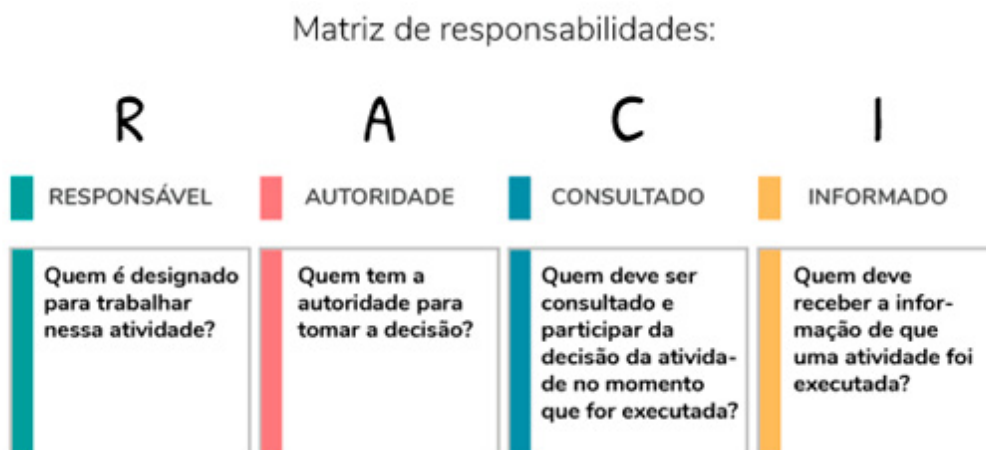 Matriz de responsabilidades:
R
A
C
I
RESPONSÁVEL
AUTORIDADE
CONSULTADO
INFORMADO
Quem é designado
para trabalhar
nessa atividade?
Quem tem a
autoridade para
tomar a decisão?
Quem deve ser
consultado e
participar da
decisão da ativida-
de no momento
que for executada?
Quem deve
receber a infor-
mação de que
uma atividade foi
executada?